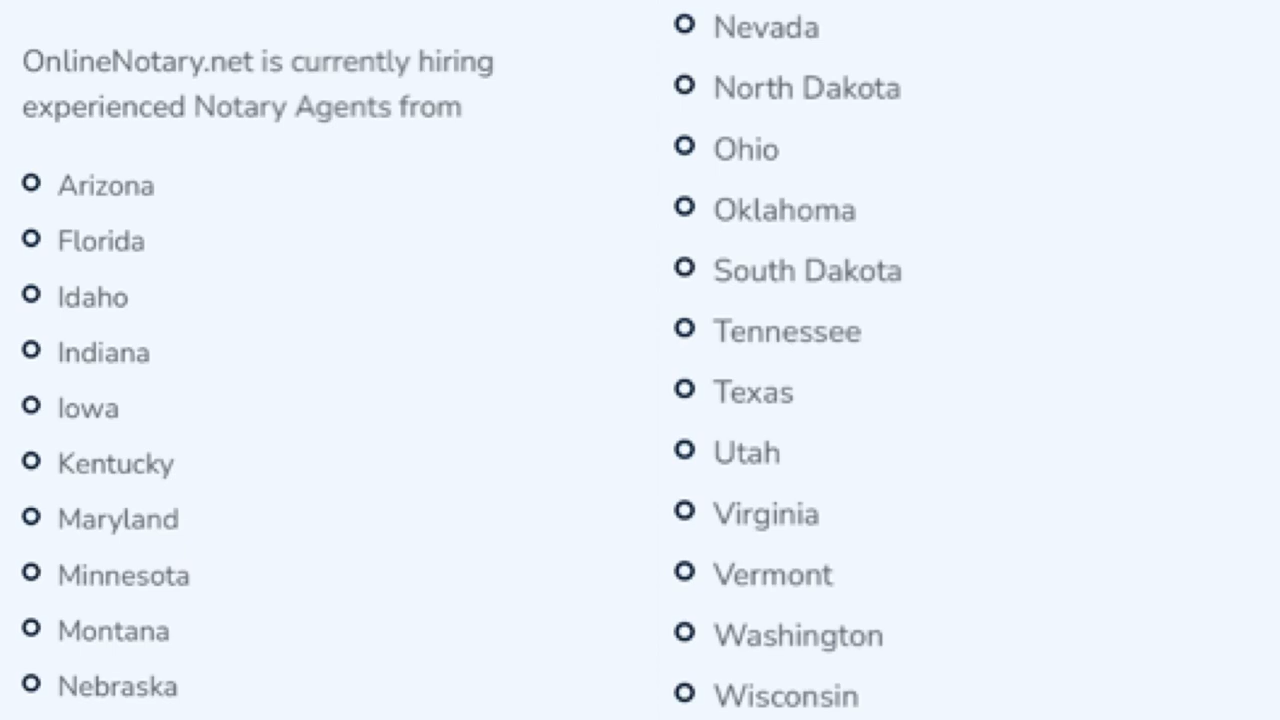 OnlineNotary.net is currently hiring
experienced Notary Agents from
Arizona
Florida
Idaho
Indiana
Iowa
Kentucky
Maryland
Minnesota
Montana
Nebraska
Nevada
North Dakota
Ohio
Oklahoma
South Dakota
Tennessee
Texas
Utah
Virginia
Vermont
Washington
Wisconsin